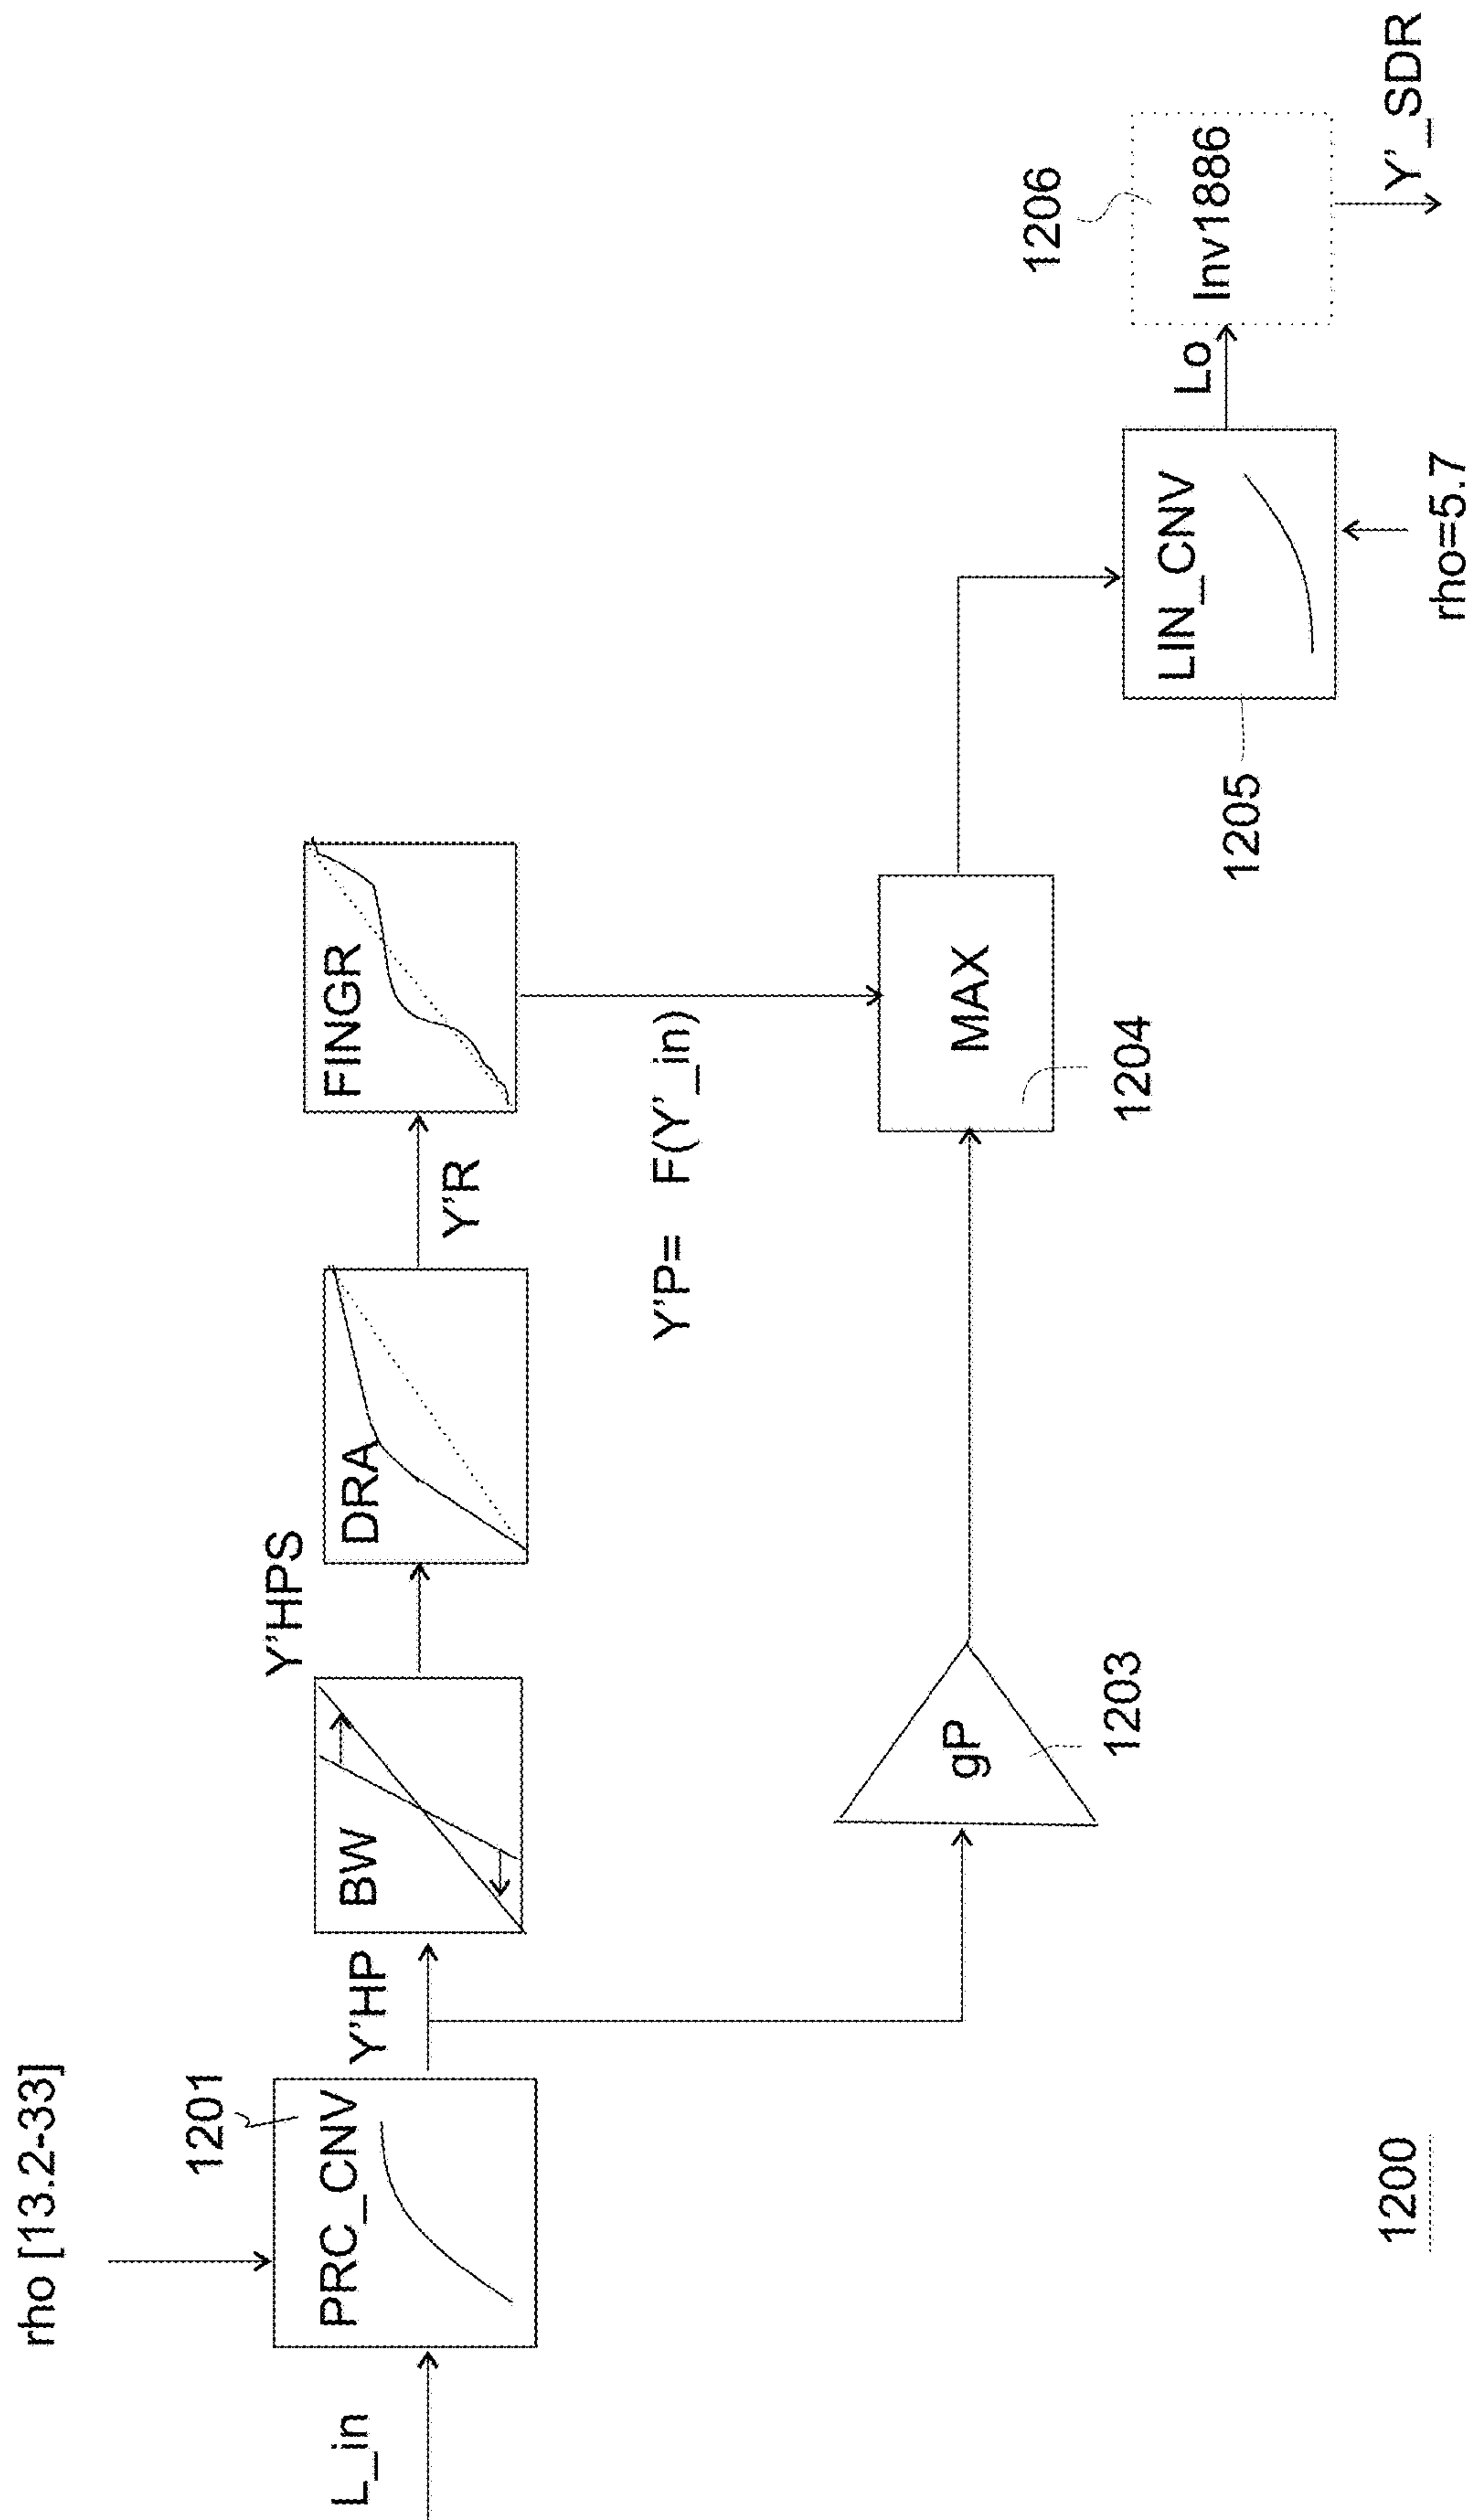 rho [13.2-33]
1201
L_in
PRC_CNV
Y'HP
BW
Y'HPS
DRA
Y'R
FINGR
Y'P= F(Y'_in)
gP
1203
MAX
1204
LIN_CNV
1205
rho=5.7
Lo
1206
Inv1886
Y'_SDR
1200